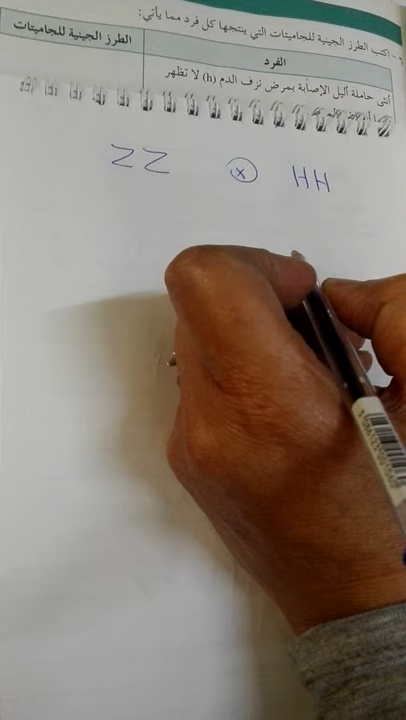 ٦ - اكتب الطرز الجينية للجاميتات التي ينتجها كل فرد مما يأتي:
الفرد
الطرز الجينية للجاميتات
أنثى حاملة أليل الإصابة بمرض نزف الدم (h) لا تظهر
ZZ x HH